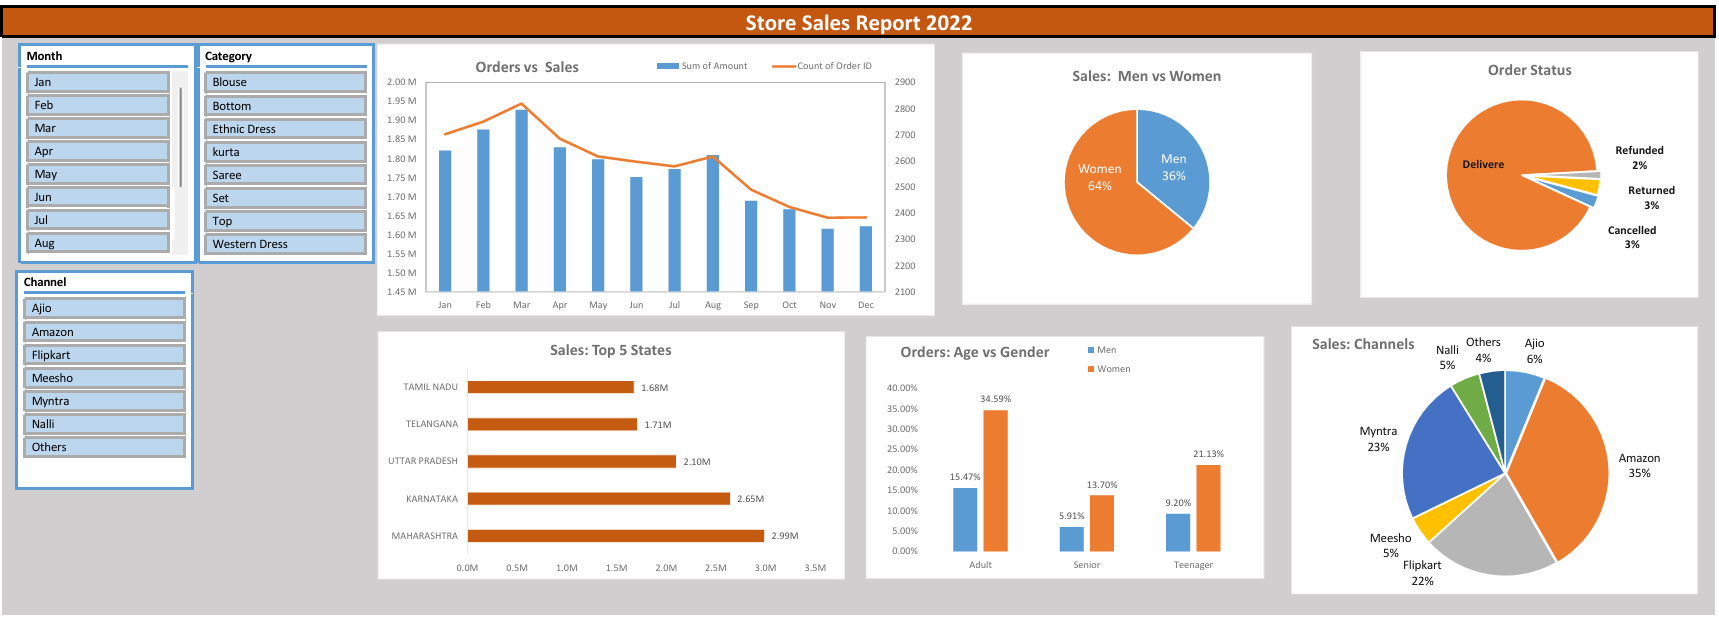 Store Sales Report 2022
Month
Jan
Feb
Mar
Apr
May
Jun
Jul
Aug
Category
Blouse
Bottom
Ethnic Dress
kurta
Saree
Set
Top
Western Dress
Channel
Ajio
Amazon
Flipkart
Meesho
Myntra
Nalli
Others
Orders vs Sales
Sum of Amount
Count of Order ID
2.00 M
1.95 M
1.90 M
1.85 M
1.80 M
1.75 M
1.70 M
1.65 M
1.60 M
1.55 M
1.50 M
1.45 M
2900
2800
2700
2600
2500
2400
2300
2200
2100
Jan Feb Mar Apr May Jun Jul Aug Sep Oct Nov Dec
Sales: Men vs Women
Men
36%
Women
64%
Order Status
Delivere
Refunded
2%
Returned
3%
Cancelled
3%
Sales: Top 5 States
TAMIL NADU 1.68M
TELANGANA 1.71M
UTTAR PRADESH 2.10M
KARNATAKA 2.65M
MAHARASHTRA 2.99M
0.0M 0.5M 1.0M 1.5M 2.0M 2.5M 3.0M 3.5M
Orders: Age vs Gender
Men
Women
40.00%
35.00%
30.00%
25.00%
20.00%
15.00%
10.00%
5.00%
0.00%
15.47%
34.59%
5.91%
13.70%
9.20%
21.13%
Adult Senior Teenager
Sales: Channels
Nalli
5%
Others
4%
Ajio
6%
Myntra
23%
Amazon
35%
Meesho
5%
Flipkart
22%